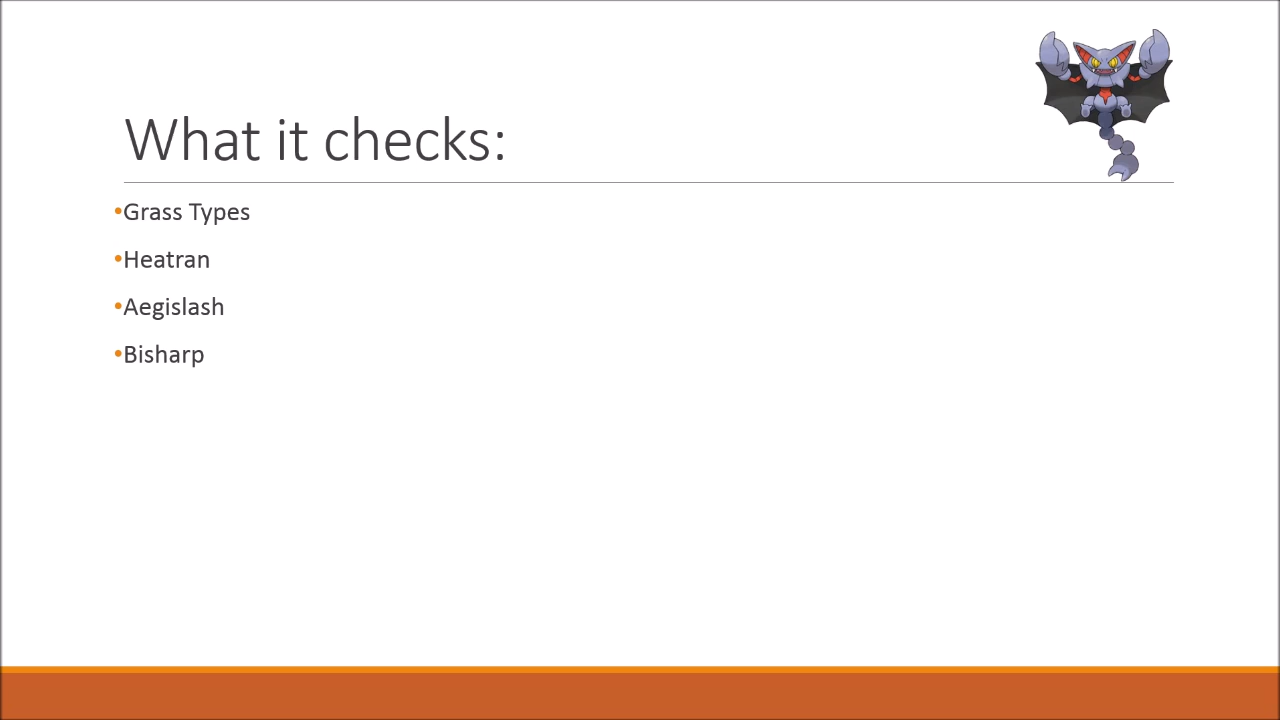 What it checks:
•Grass Types
•Heatran
•Aegislash
•Bisharp